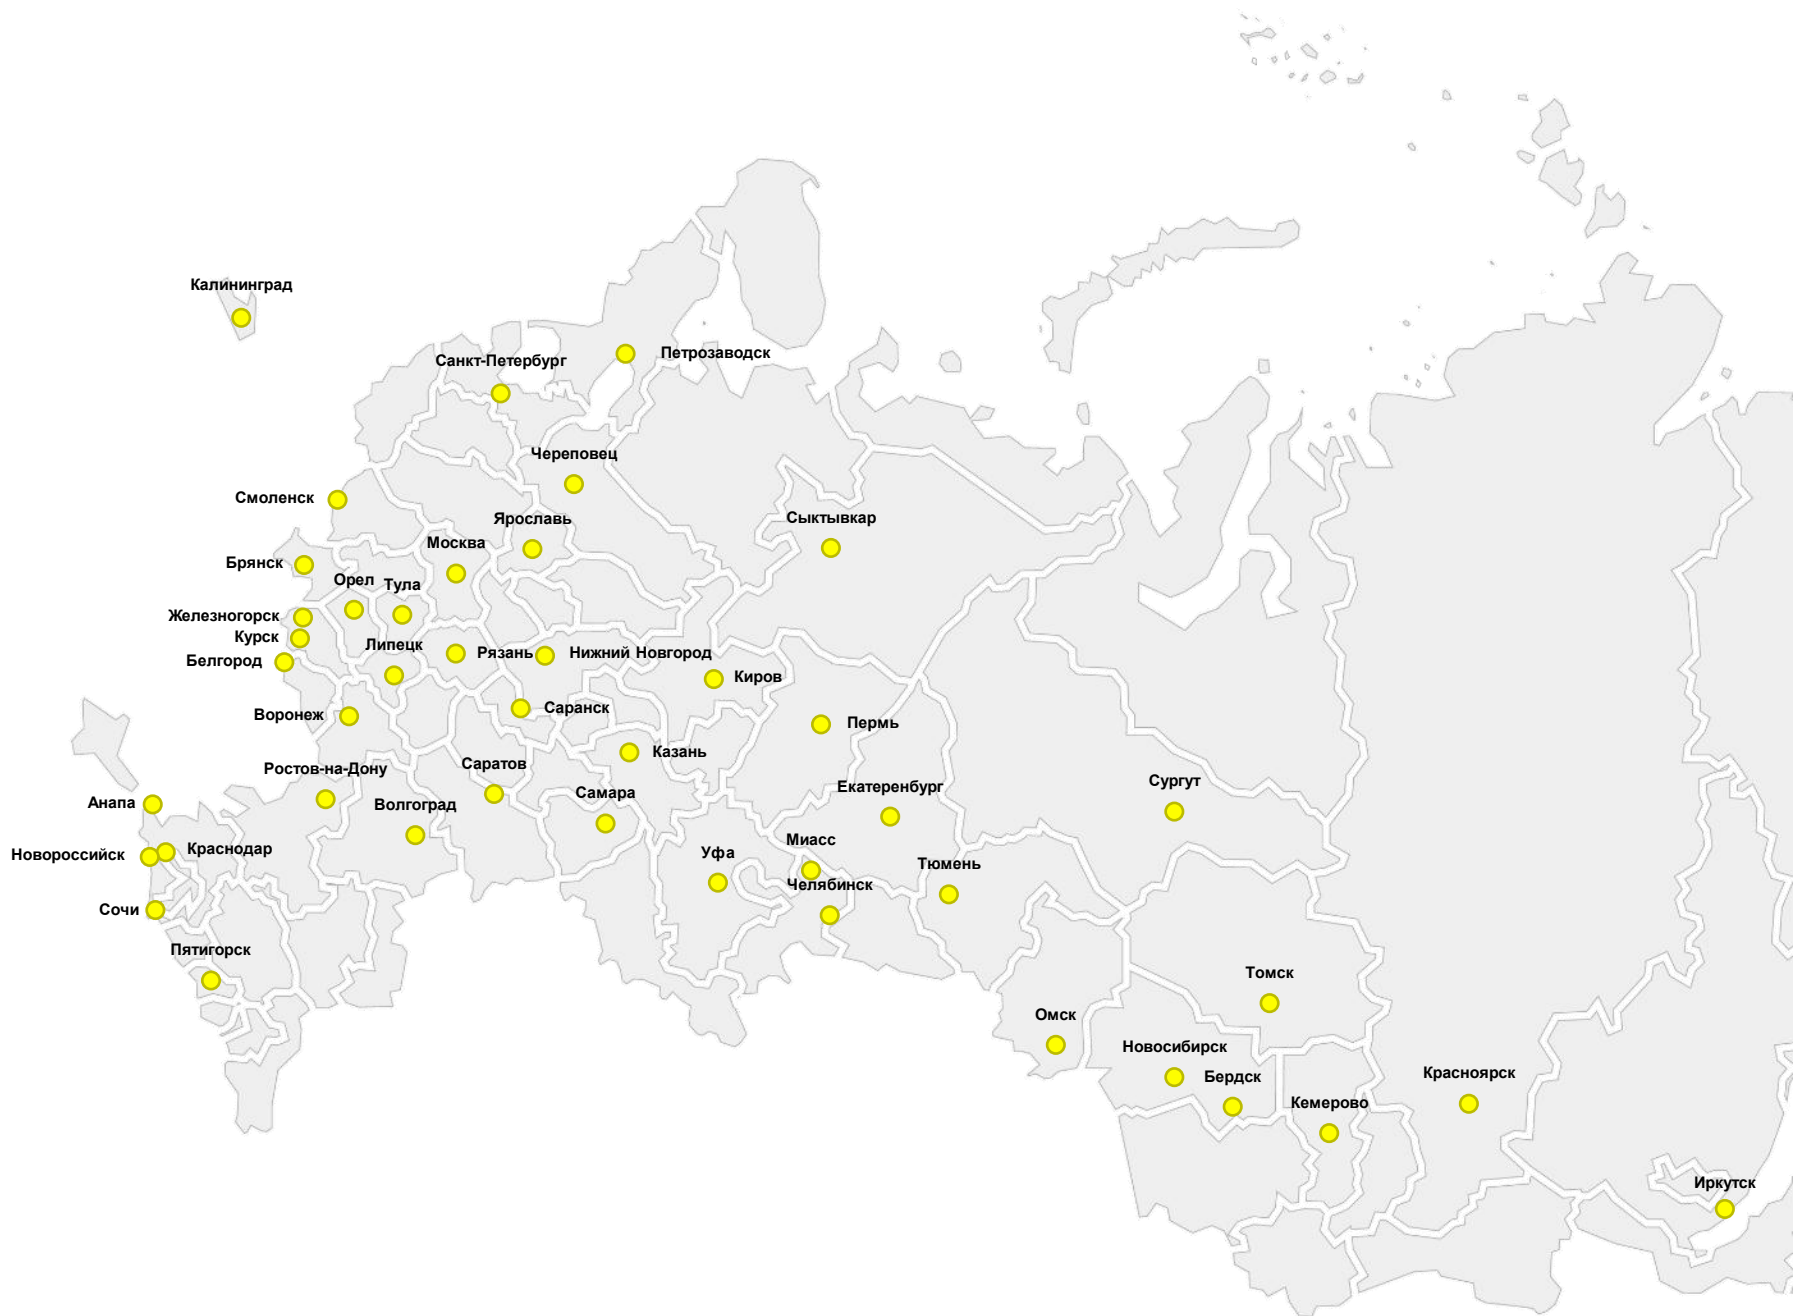 Калининград
Петрозаводск
Санкт-Петербург
Череповец
Смоленск
Ярославь
Сыктывкар
Москва
Брянск
Орел
Тула
Железногорск
Курск
Липецк
Рязань
Нижний Новгород
Белгород
Киров
Саранск
Воронеж
Пермь
Казань
Саратов
Ростов-на-Дону
Сургут
Екатеренбург
Самара
Анапа
Волгоград
Миасс
Краснодар
Уфа
Новороссийск
Тюмень
Челябинск
Сочи
Пятигорск
Томск
Омск
Новосибирск
Красноярск
Бердск
Кемерово
Иркутск